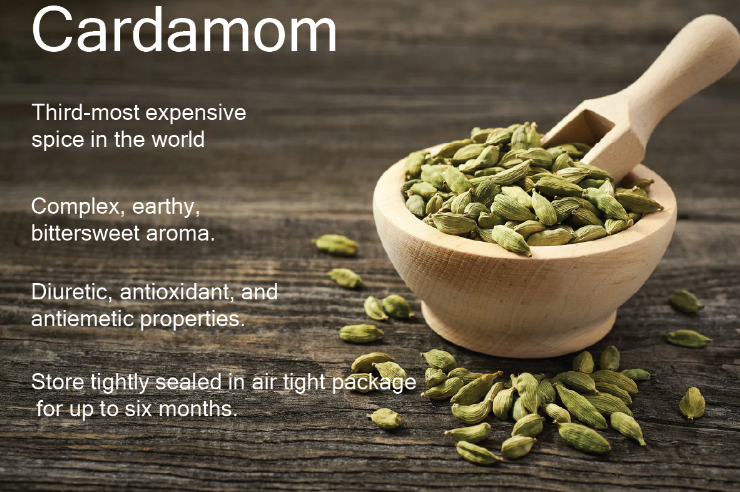 Cardamom
Third-most expensive
spice in the world
Complex, earthy,
bittersweet aroma.
Diuretic, antioxidant, and
antiemetic properties.
Store tightly sealed in air tight package
for up to six months.